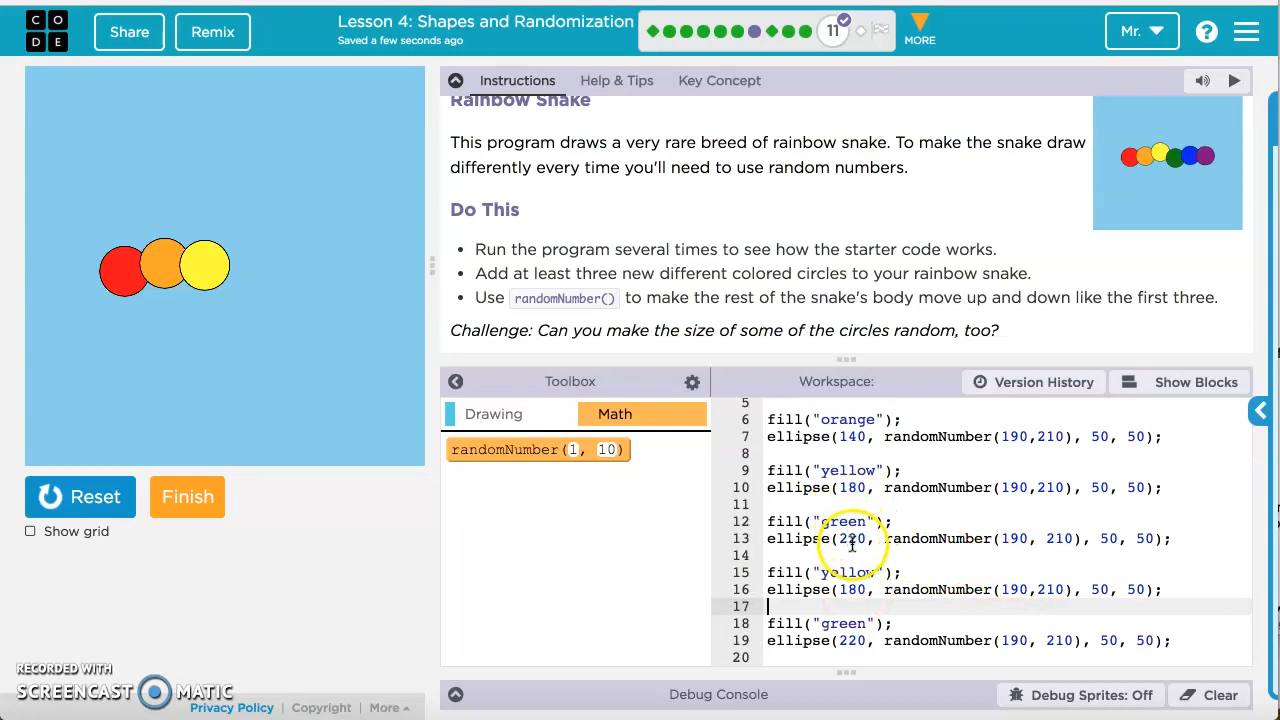 C O
D E
Share
Remix
Lesson 4: Shapes and Randomization
Saved a few seconds ago
11
MORE
Mr.
?
Instructions
Help & Tips
Key Concept
Rainbow Snake
This program draws a very rare breed of rainbow snake. To make the snake draw
differently every time you'll need to use random numbers.
Do This
• Run the program several times to see how the starter code works.
• Add at least three new different colored circles to your rainbow snake.
• Use randomNumber() to make the rest of the snake's body move up and down like the first three.
Challenge: Can you make the size of some of the circles random, too?
Reset
Finish
Show grid
Toolbox
Drawing
Math
randomNumber(1, 10)
Workspace:
Version History
Show Blocks
5
6 fill("orange");
7 ellipse(140, randomNumber(190,210), 50, 50);
8
9 fill("yellow");
10 ellipse(180, randomNumber(190,210), 50, 50);
11
12 fill("green");
13 ellipse(220, randomNumber(190, 210), 50, 50);
14
15 fill("yellow");
16 ellipse(180, randomNumber(190,210), 50, 50);
17
18 fill("green");
19 ellipse(220, randomNumber(190, 210), 50, 50);
20
Debug Console
Debug Sprites: Off
Clear
RECORDED WITH
SCREENCAST MATIC
Privacy Policy | Copyright | More